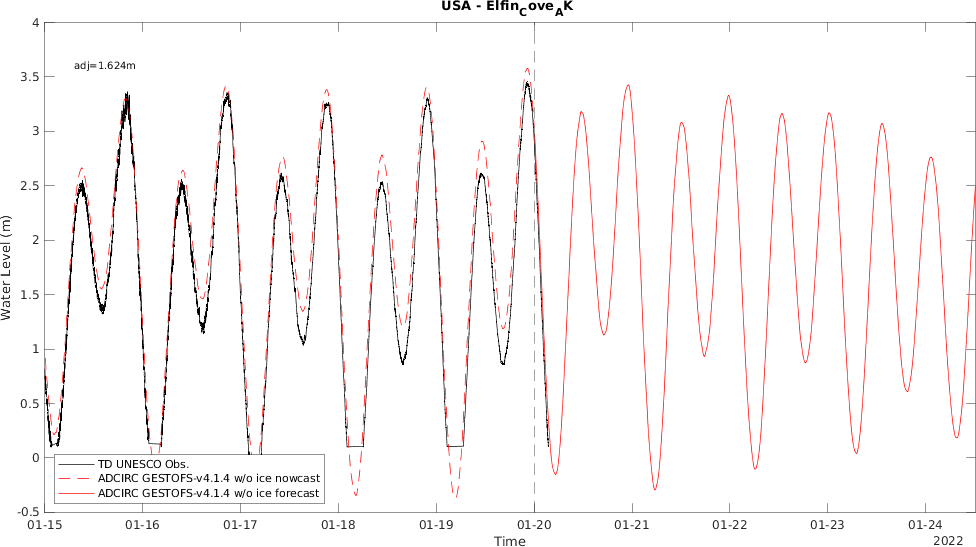 USA - ElfinCoveAK
adj=1.624m
4
3.5
3
2.5
2
1.5
1
0.5
0
-0.5
Water Level (m)
TD UNESCO Obs.
ADCIRC GESTOFS-v4.1.4 w/o ice nowcast
ADCIRC GESTOFS-v4.1.4 w/o ice forecast
01-15 01-16 01-17 01-18 01-19 01-20 01-21 01-22 01-23 01-24
Time
2022